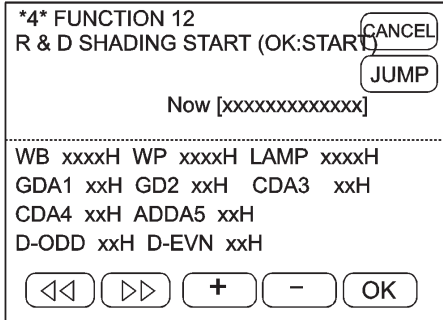 *4* FUNCTION 12
CANCEL
R & D SHADING START (OK:START)
JUMP
Now [xxxxxxxxxxxxx]
WB xxxxH WP xxxxH LAMP xxxxH
GDA1 xxH GD2 xxH CDA3 xxH
CDA4 xxH ADDA5 xxH
D-ODD xxH D-EVN xxH
+ − OK